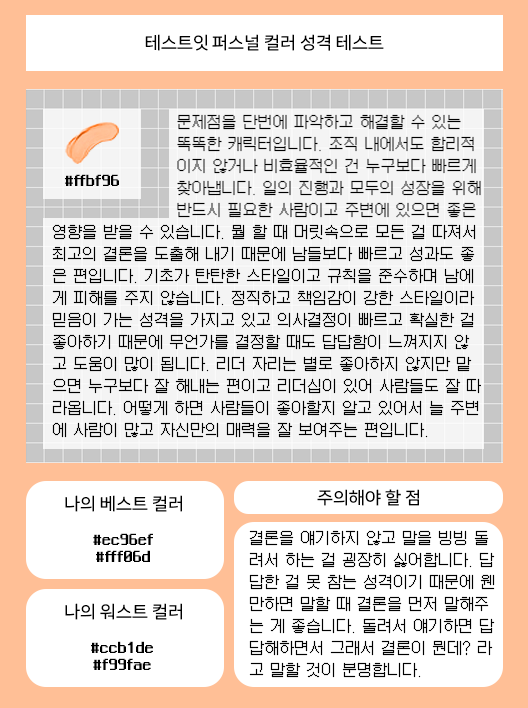 테스트잇 퍼스널 컬러 성격 테스트
#ffbf96
문제점을 단번에 파악하고 해결할 수 있는
똑똑한 캐릭터입니다. 조직 내에서도 합리적
이지 않거나 비효율적인 건 누구보다 빠르게
찾아냅니다. 일의 진행과 모두의 성장을 위해
반드시 필요한 사람이고 주변에 있으면 좋은
영향을 받을 수 있습니다. 뭘 할 때 머릿속으로 모든 걸 따져서
최고의 결론을 도출해 내기 때문에 남들보다 빠르고 성과도 좋
은 편입니다. 기초가 탄탄한 스타일이고 규칙을 준수하며 남에
게 피해를 주지 않습니다. 정직하고 책임감이 강한 스타일이라
믿음이 가는 성격을 가지고 있고 의사결정이 빠르고 확실한 걸
좋아하기 때문에 무언가를 결정할 때도 답답함이 느껴지지 않
고 도움이 많이 됩니다. 리더 자리는 별로 좋아하지 않지만 맡
으면 누구보다 잘 해내는 편이고 리더십이 있어 사람들도 잘 따
라옵니다. 어떻게 하면 사람들이 좋아할지 알고 있어서 늘 주변
에 사람이 많고 자신만의 매력을 잘 보여주는 편입니다.
나의 베스트 컬러
#ec96ef
#fff06d
나의 워스트 컬러
#ccb1de
#f99fae
주의해야 할 점
결론을 얘기하지 않고 말을 빙빙 돌
려서 하는 걸 굉장히 싫어합니다. 답
답한 걸 못 참는 성격이기 때문에 웬
만하면 말할 때 결론을 먼저 말해주
는 게 좋습니다. 돌려서 얘기하면 답
답해하면서 그래서 결론이 뭔데? 라
고 말할 것이 분명합니다.